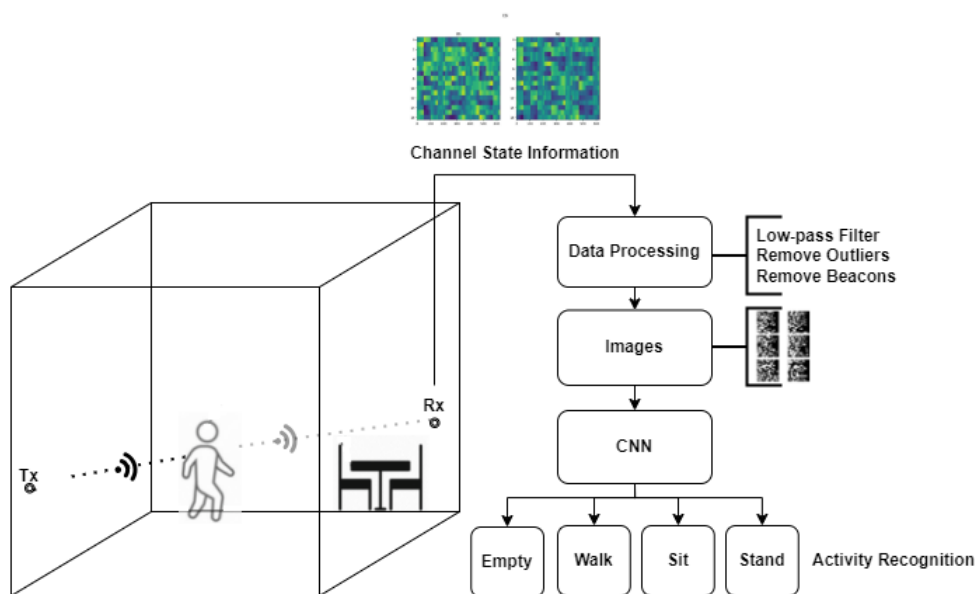 Channel State Information
Data Processing
Low-pass Filter
Remove Outliers
Remove Beacons
Images
Rx
CNN
Tx
Empty
Walk
Sit
Stand
Activity Recognition